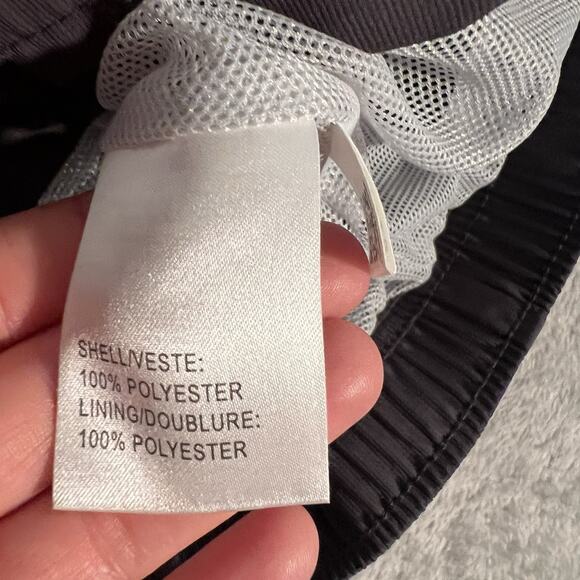 SHELL/VESTE:
100% POLYESTER
LINING/DOUBLURE:
100% POLYESTER